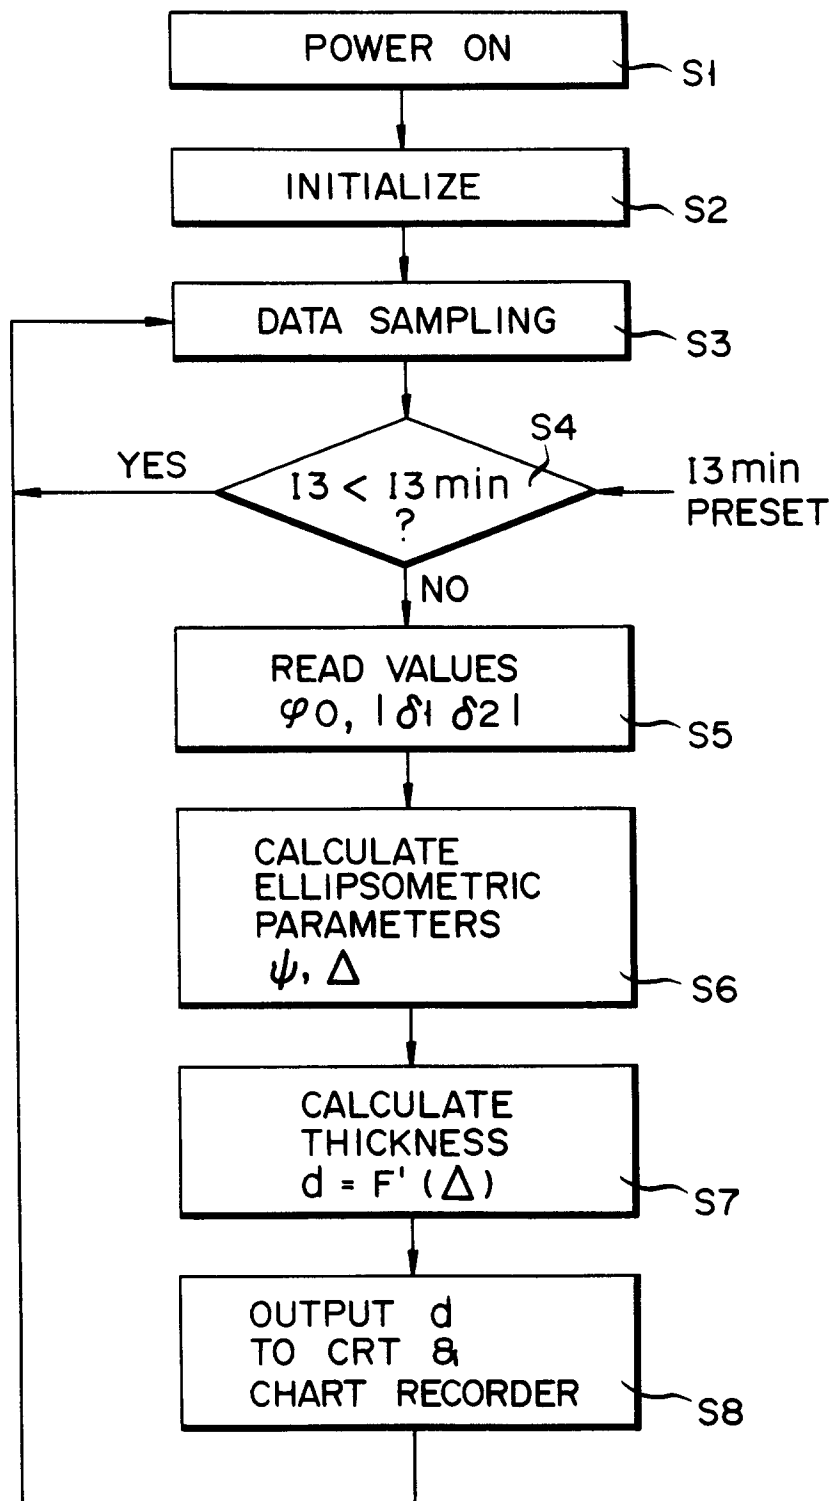 POWER ON
S1
INITIALIZE
S2
DATA SAMPLING
S3
S4
YES
I3 < I3 min
?
I3 min
PRESET
NO
READ VALUES
φ0, |δ1 δ2|
S5
CALCULATE
ELLIPSOMETRIC
PARAMETERS
ψ, Δ
S6
CALCULATE
THICKNESS
d = F' (Δ)
S7
OUTPUT d
TO CRT &
CHART RECORDER
S8